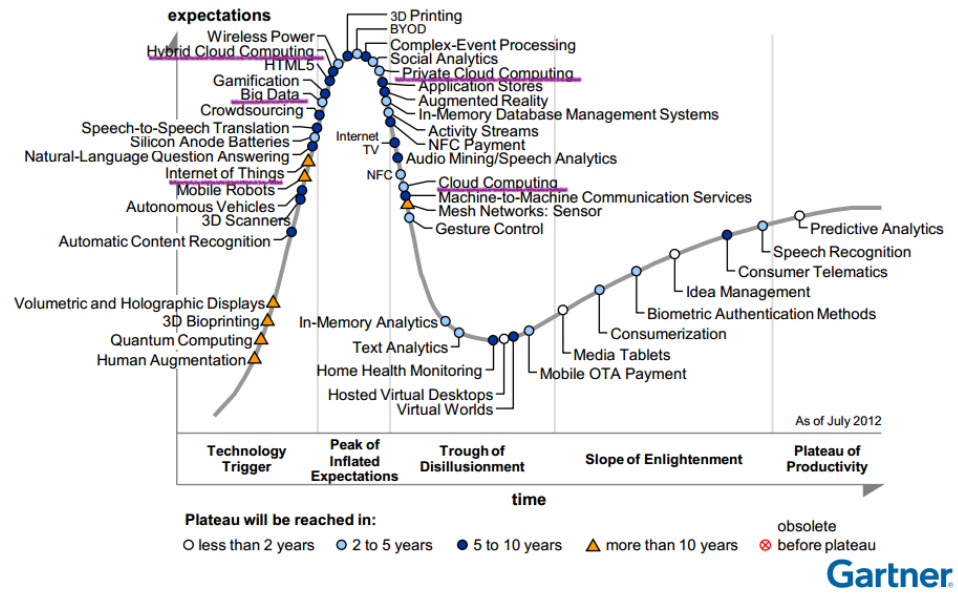 expectations
3D Printing
BYOD
Wireless Power
Complex-Event Processing
Hybrid Cloud Computing
Social Analytics
HTML5
Private Cloud Computing
Gamification
Application Stores
Big Data
Augmented Reality
Crowdsourcing
In-Memory Database Management Systems
Speech-to-Speech Translation
Activity Streams
Silicon Anode Batteries
Internet
TV
NFC Payment
Natural-Language Question Answering
Audio Mining/Speech Analytics
Internet of Things
NFC
Cloud Computing
Mobile Robots
Machine-to-Machine Communication Services
Autonomous Vehicles
Mesh Networks: Sensor
3D Scanners
Gesture Control
Automatic Content Recognition
Predictive Analytics
Speech Recognition
Consumer Telematics
Idea Management
Volumetric and Holographic Displays
Biometric Authentication Methods
3D Bioprinting
In-Memory Analytics
Consumerization
Quantum Computing
Text Analytics
Media Tablets
Human Augmentation
Home Health Monitoring
Mobile OTA Payment
Hosted Virtual Desktops
Virtual Worlds
As of July 2012
Technology
Trigger
Peak of
Inflated
Expectations
Trough of
Disillusionment
Slope of Enlightenment
Plateau of
Productivity
time
Plateau will be reached in:
less than 2 years
2 to 5 years
5 to 10 years
more than 10 years
obsolete
before plateau
Gartner.